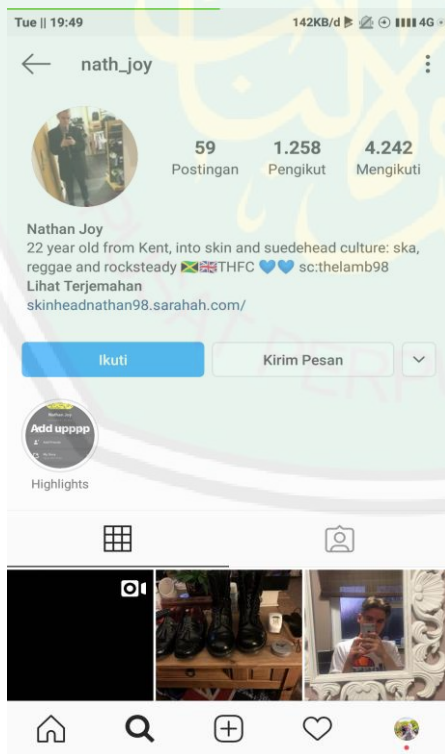 Tue || 19:49 142KB/d 4G
nath_joy
59 1.258 4.242
Postingan Pengikut Mengikuti
Nathan Joy
22 year old from Kent, into skin and suedehead culture: ska,
reggae and rocksteady 🇯🇲🇬🇧THFC 💙💙 sc:thelamb98
Lihat Terjemahan
skinheadnathan98.sarahah.com/
Ikuti Kirim Pesan
Nathan Joy
Add upppp
Highlights